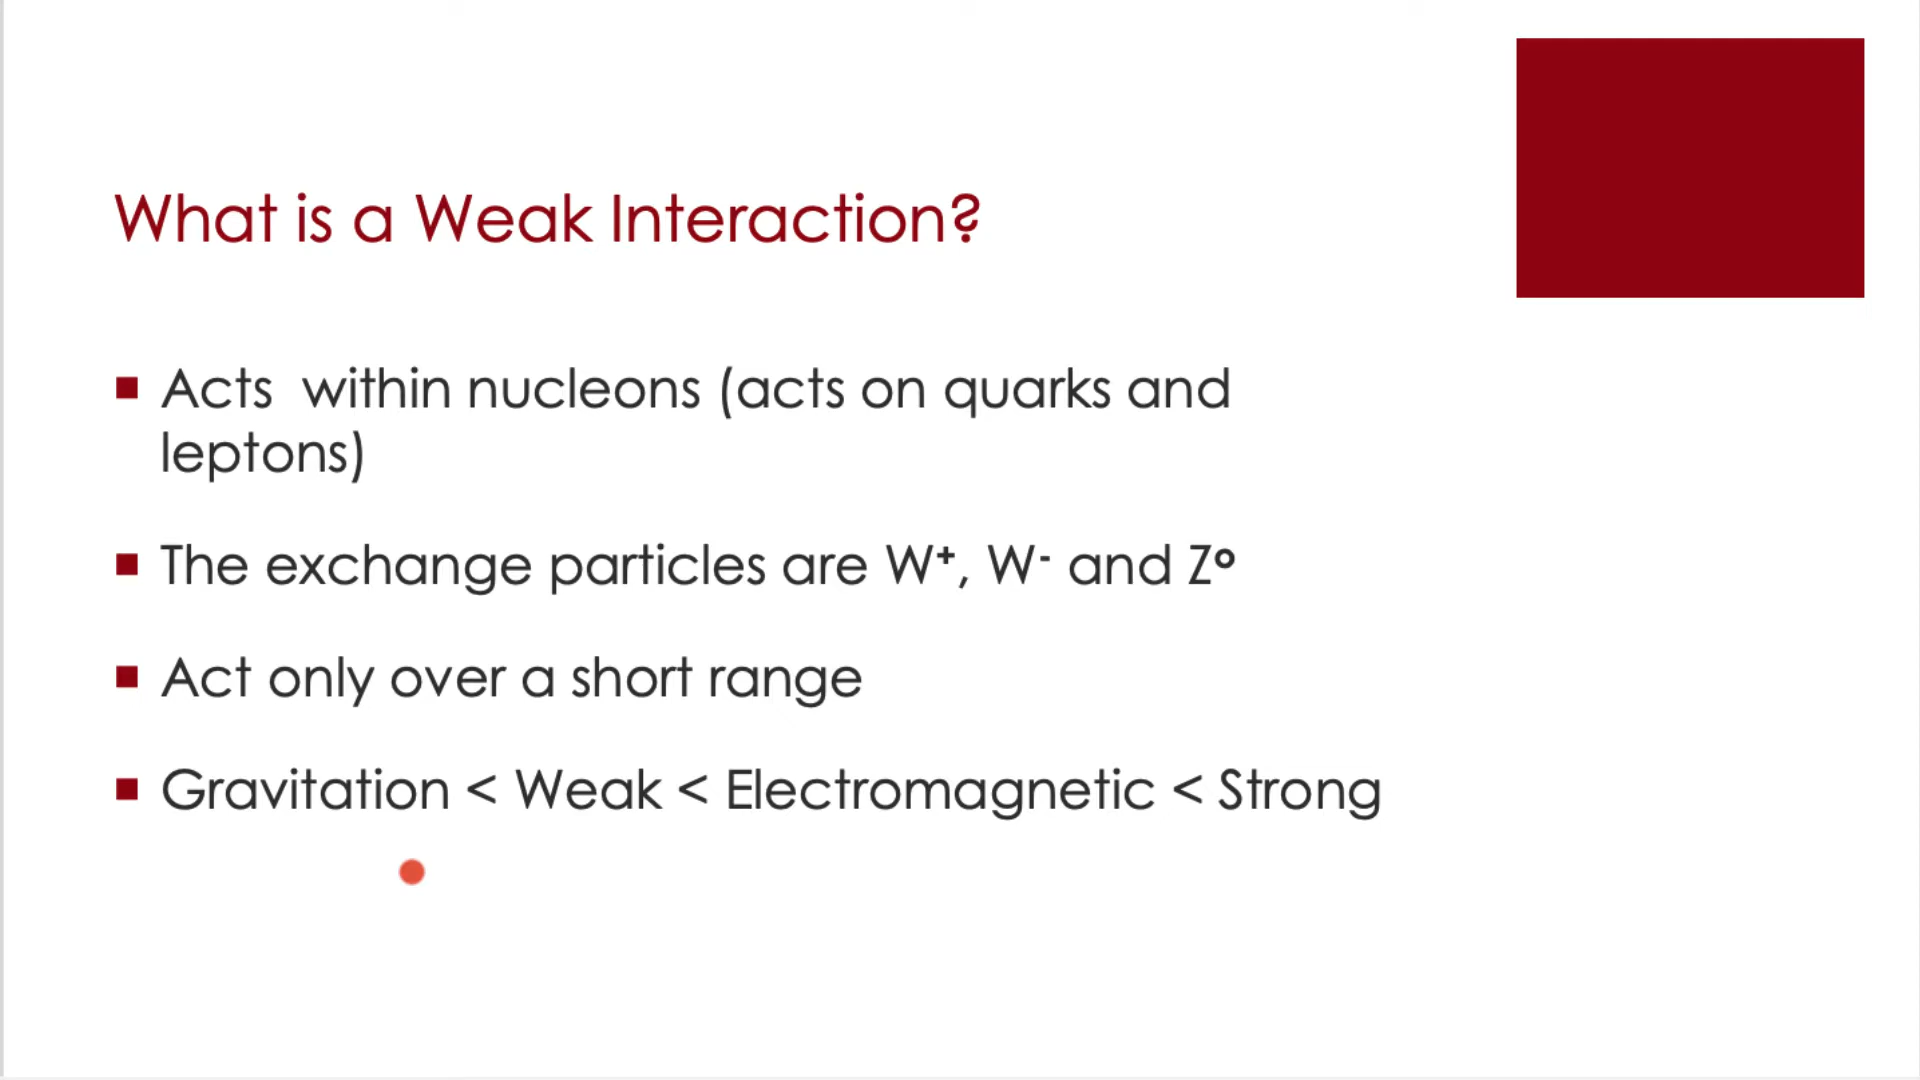 What is a Weak Interaction?
Acts  within nucleons (acts on quarks and
leptons)
The exchange particles are W⁺, W⁻ and Z⁰
Act only over a short range
Gravitation < Weak < Electromagnetic < Strong